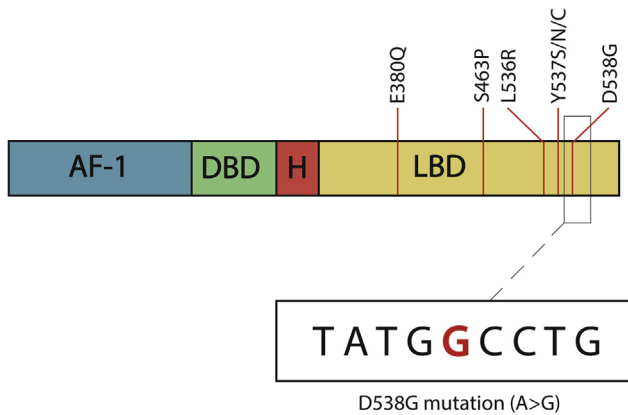 E380Q
S463P
L536R
Y537S/N/C
D538G
AF-1
DBD
H
LBD
TATGGCCTG
D538G mutation (A>G)